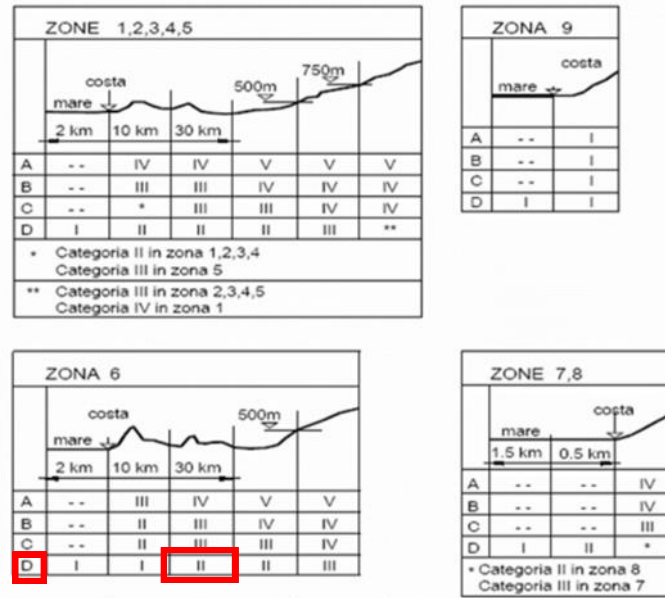 ZONE 1,2,3,4,5
costa
mare
500m
750m
2 km 10 km 30 km
A -- IV IV V V V
B -- III III IV IV IV
C -- * III III IV IV
D I II II II III **
* Categoria II in zona 1,2,3,4
Categoria III in zona 5
** Categoria III in zona 2,3,4,5
Categoria IV in zona 1
ZONA 9
costa
mare
A -- I
B -- I
C -- I
D I I
ZONA 6
costa
mare
500m
2 km 10 km 30 km
A -- III IV V V
B -- II III IV IV
C -- II III III IV
D I I II II III
ZONE 7,8
costa
mare
1.5 km 0.5 km
A -- -- IV
B -- -- IV
C -- -- III
D I II *
* Categoria II in zona 8
Categoria III in zona 7